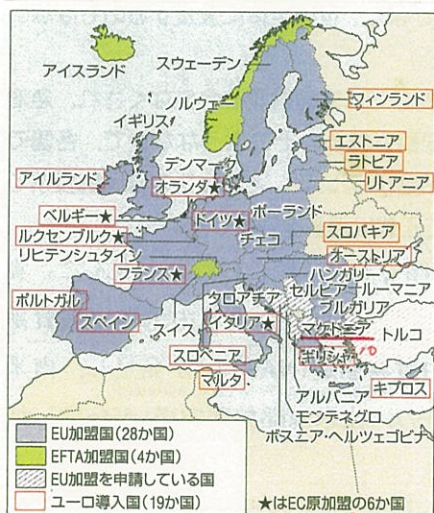 アイスランド
スウェーデン
ノルウェー
フィンランド
イギリス
エストニア
デンマーク
ラトビア
アイルランド
オランダ★
リトアニア
ベルギー★
ドイツ★
ポーランド
ルクセンブルク★
チェコ
スロバキア
リヒテンシュタイン
オーストリア
フランス★
ハンガリー
クロアチア
セルビア
ルーマニア
ポルトガル
ブルガリア
スペイン
スイス
イタリア★
マケドニア
トルコ
スロベニア
ギリシャ
マルタ
キプロス
アルバニア
モンテネグロ
ボスニア・ヘルツェゴビナ
EU加盟国(28か国)
EFTA加盟国(4か国)
EU加盟を申請している国
ユーロ導入国(19か国)
★はEC原加盟の6か国